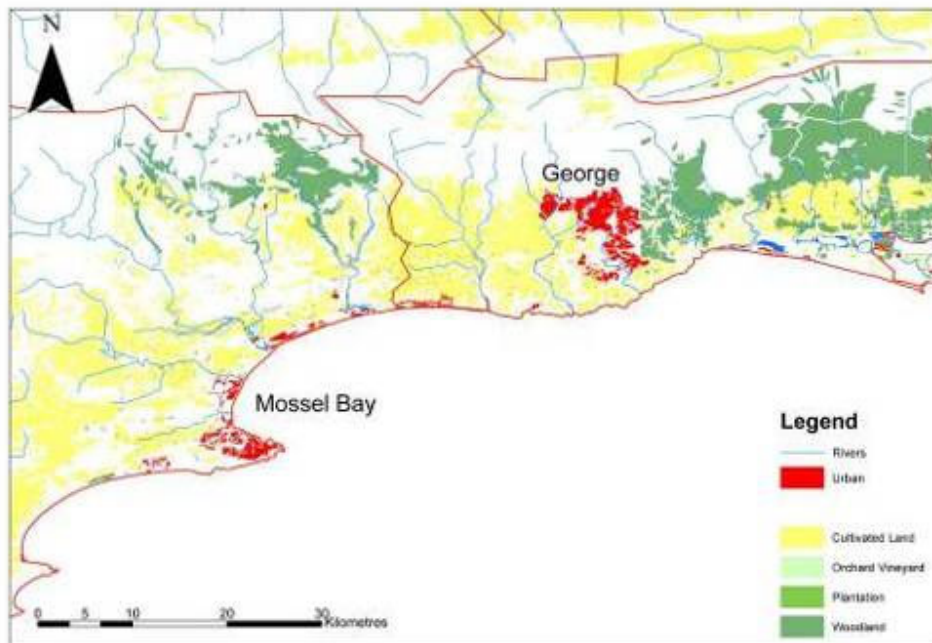 N
George
Mossel Bay
Legend
Rivers
Urban
Cultivated Land
Orchard Vineyard
Plantation
Woodland
0 5 10 20 30
Kilometres